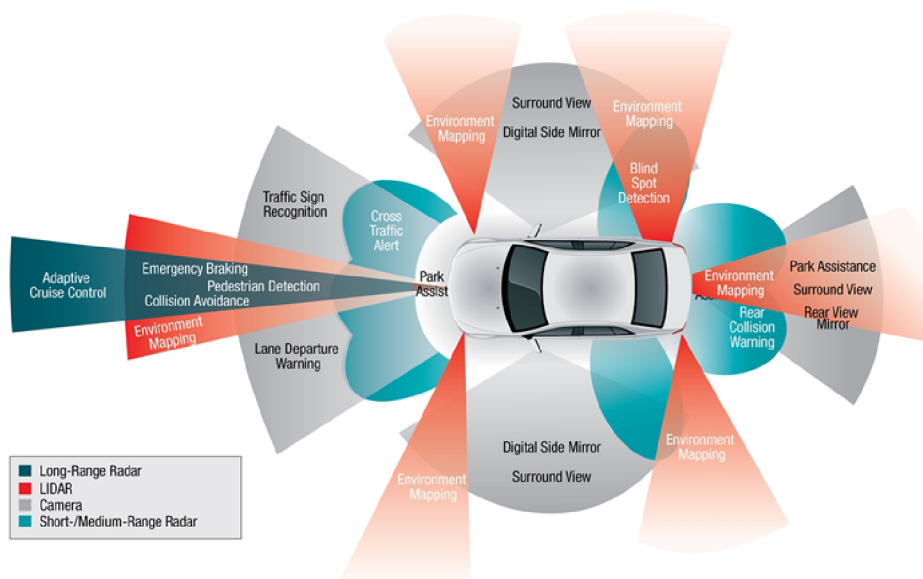 Surround View
Digital Side Mirror
Environment
Mapping
Environment
Mapping
Blind
Spot
Detection
Traffic Sign
Recognition
Cross
Traffic
Alert
Adaptive
Cruise Control
Emergency Braking
Pedestrian Detection
Collision Avoidance
Environment
Mapping
Lane Departure
Warning
Park
Assist
Environment
Mapping
Park Assistance
Surround View
Rear View
Mirror
Rear
Collision
Warning
Digital Side Mirror
Surround View
Environment
Mapping
Environment
Mapping
Long-Range Radar
LIDAR
Camera
Short-/Medium-Range Radar